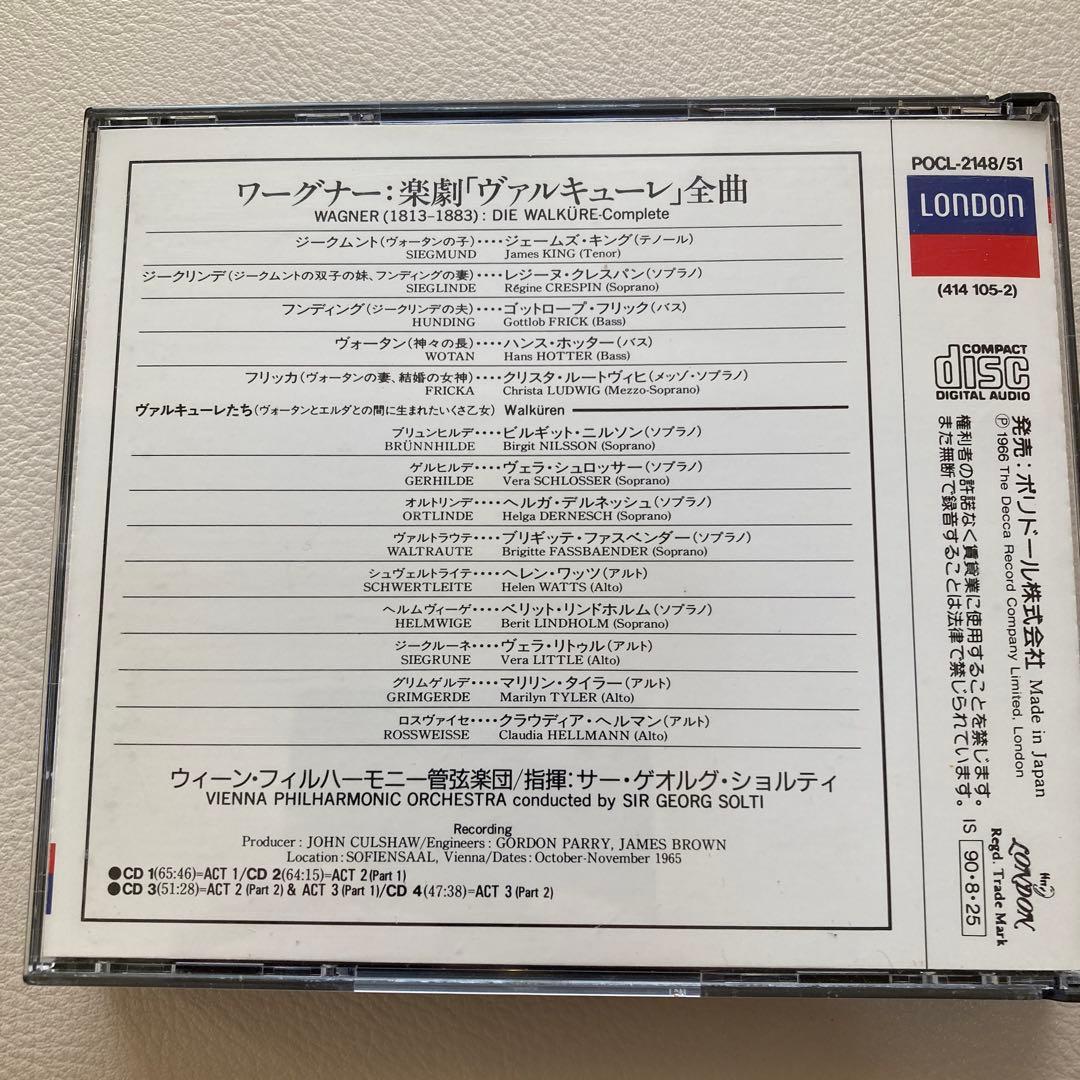 ワーグナー:楽劇「ヴァルキューレ」全曲
WAGNER (1813-1883) : DIE WALKÜRE-Complete
ジークムント(ヴォータンの子)‥‥ジェームズ・キング(テノール)
SIEGMUND James KING (Tenor)
ジークリンデ(ジークムントの双子の妹、フンディングの妻)‥‥レジーヌ・クレスパン(ソプラノ)
SIEGLINDE Régine CRESPIN (Soprano)
フンディング(ジークリンデの夫)‥‥ゴットロープ・フリック(バス)
HUNDING Gottlob FRICK (Bass)
ヴォータン(神々の長)‥‥ハンス・ホッター(バス)
WOTAN Hans HOTTER (Bass)
フリッカ(ヴォータンの妻、結婚の女神)‥‥クリスタ・ルートヴィヒ(メッゾ・ソプラノ)
FRICKA Christa LUDWIG (Mezzo-Soprano)
ヴァルキューレたち(ヴォータンとエルダとの間に生まれたいくさ乙女) Walküren
ブリュンヒルデ‥‥ビルギット・ニルソン(ソプラノ)
BRÜNNHILDE Birgit NILSSON (Soprano)
ゲルヒルデ‥‥ヴェラ・シュロッサー(ソプラノ)
GERHILDE Vera SCHLOSSER (Soprano)
オルトリンデ‥‥ヘルガ・デルネッシュ(ソプラノ)
ORTLINDE Helga DERNESCH (Soprano)
ヴァルトラウテ‥‥ブリギッテ・ファスベンダー(ソプラノ)
WALTRAUTE Brigitte FASSBAENDER (Soprano)
シュヴェルトライテ‥‥ヘレン・ワッツ(アルト)
SCHWERTLEITE Helen WATTS (Alto)
ヘルムヴィーゲ‥‥ベリット・リンドホルム(ソプラノ)
HELMWIGE Berit LINDHOLM (Soprano)
ジークルーネ‥‥ヴェラ・リトゥル(アルト)
SIEGRUNE Vera LITTLE (Alto)
グリムゲルデ‥‥マリリン・タイラー(アルト)
GRIMGERDE Marilyn TYLER (Alto)
ロスヴァイセ‥‥クラウディア・ヘルマン(アルト)
ROSSWEISSE Claudia HELLMANN (Alto)
ウィーン・フィルハーモニー管弦楽団/指揮:サー・ゲオルグ・ショルティ
VIENNA PHILHARMONIC ORCHESTRA conducted by SIR GEORG SOLTI
Recording
Producer : JOHN CULSHAW/Engineers : GORDON PARRY, JAMES BROWN
Location : SOFIENSAAL, Vienna/Dates : October-November 1965
●CD 1(65:46)=ACT 1/CD 2(64:15)=ACT 2 (Part 1)
●CD 3(51:28)=ACT 2 (Part 2) & ACT 3 (Part 1)/CD 4(47:38)=ACT 3 (Part 2)
POCL-2148/51
LONDON
(414 105-2)
COMPACT
disc
DIGITAL AUDIO
発売:ポリドール株式会社 Made in Japan
Ⓟ 1966 The Decca Record Company Limited, London
権利者の許諾なく賃貸業に使用することを禁じます。
また無断で録音することは法律で禁じられています。
IS 90・8・25
LONDON
Regd. Trade Mark